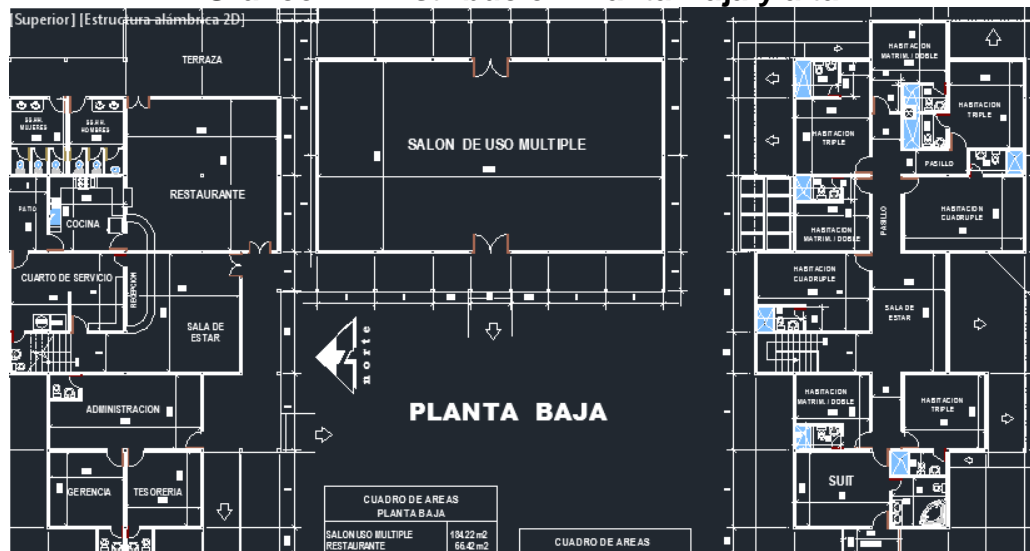 [Superior] [Estructura alámbrica 2D]
TERRAZA
SS.HH.
MUJERES
SS.HH.
HOMBRES
RESTAURANTE
PATIO
COCINA
CUARTO DE SERVICIO
RECEPCION
SALA DE
ESTAR
ADMINISTRACION
GERENCIA
TESORERIA
SALON DE USO MULTIPLE
norte
PLANTA BAJA
CUADRO DE AREAS
PLANTA BAJA
SALON USO MULTIPLE 184.22 m2
RESTAURANTE 66.42 m2
CUADRO DE AREAS
HABITACION
MATRIM. / DOBLE
HABITACION
TRIPLE
HABITACION
TRIPLE
PASILLO
HABITACION
MATRIM. / DOBLE
PASILLO
HABITACION
CUADRUPLE
HABITACION
CUADRUPLE
SALA DE
ESTAR
HABITACION
MATRIM. / DOBLE
HABITACION
TRIPLE
SUIT